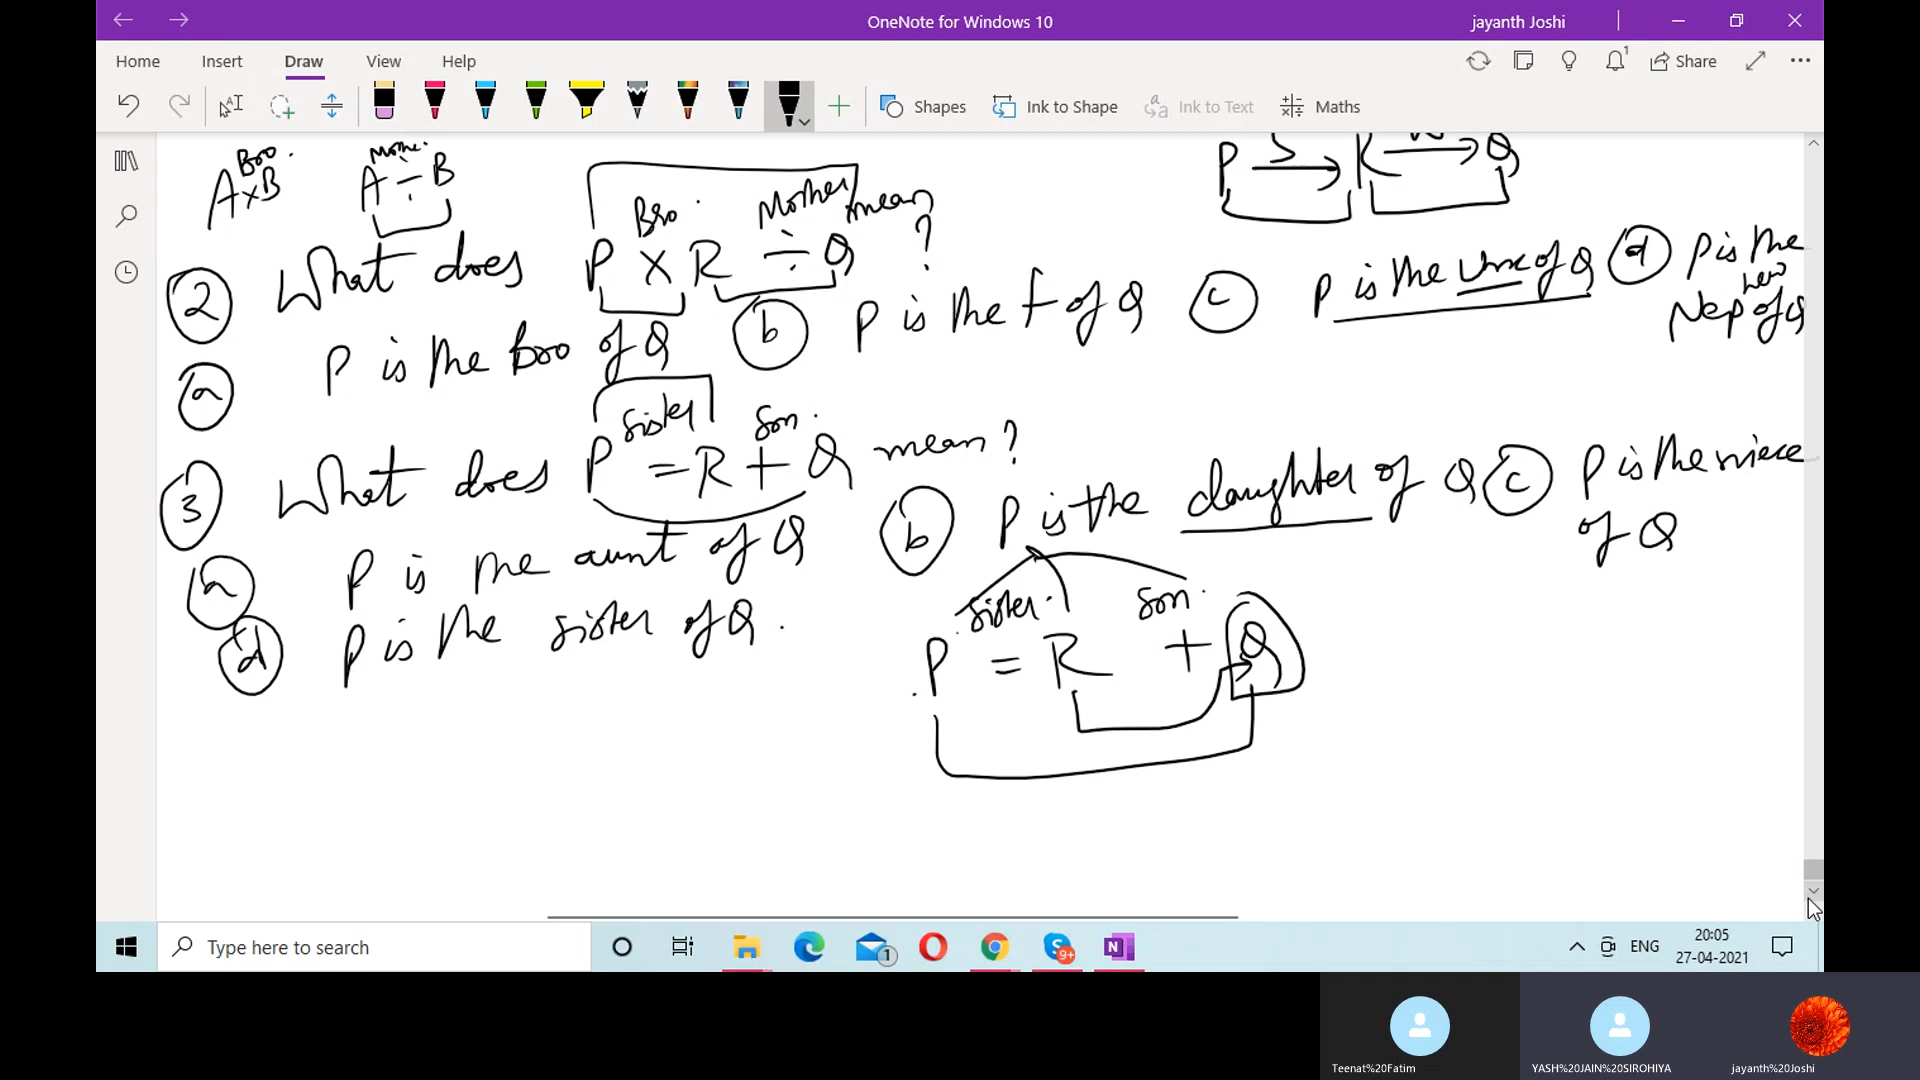 OneNote for Windows 10
jayanth Joshi
Home Insert Draw View Help
Share
Shapes Ink to Shape Ink to Text Maths
Bro. Mothe.
A×B A÷B
P S R Q
Bro. Mother
② What does P × R ÷ Q mean ?
ⓐ P is the Bro of Q ⓑ P is the f of Q ⓒ P is the of Q ⓓ P is the Nephew of Q
sister son.
③ What does P = R + Q mean ?
ⓐ P is the aunt of Q ⓑ P is the daughter of Q ⓒ P is the niece of Q
ⓓ P is the sister of Q.
sister. son.
P = R + Q
Type here to search
1
9+
ENG
20:05
27-04-2021
Teenat%20Fatim
YASH%20JAIN%20SIROHIYA
jayanth%20Joshi